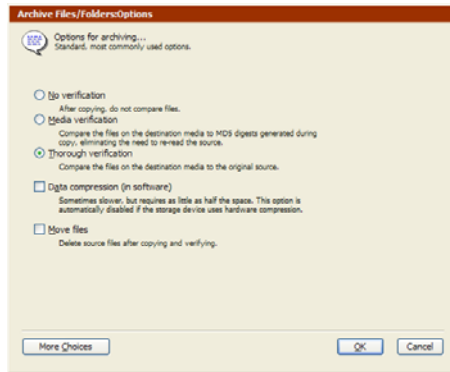 Archive Files/Folders:Options
Options for archiving...
Standard, most commonly used options.
No verification
After copying, do not compare files.
Media verification
Compare the files on the destination media to MD5 digests generated during
copy, eliminating the need to re-read the source.
Thorough verification
Compare the files on the destination media to the original source.
Data compression (in software)
Sometimes slower, but requires as little as half the space. This option is
automatically disabled if the storage device uses hardware compression.
Move files
Delete source files after copying and verifying.
More Choices
OK
Cancel